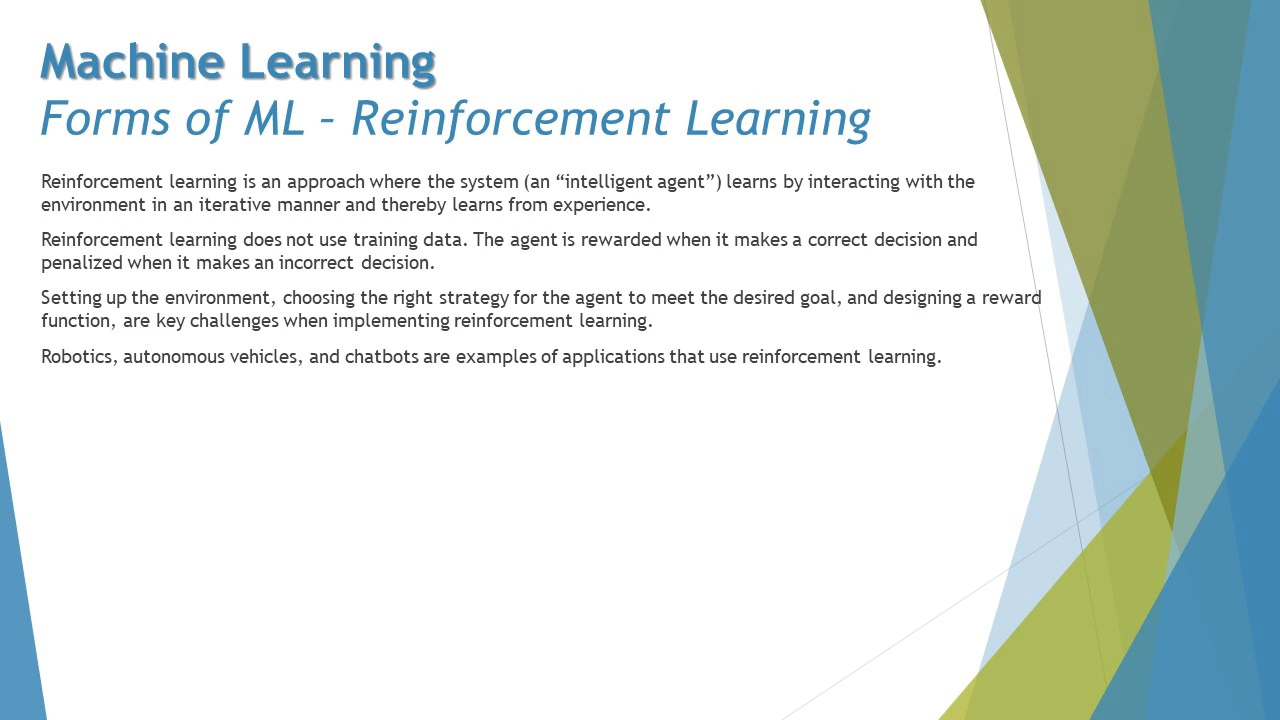 Machine Learning
Forms of ML – Reinforcement Learning
Reinforcement learning is an approach where the system (an “intelligent agent”) learns by interacting with the
environment in an iterative manner and thereby learns from experience.
Reinforcement learning does not use training data. The agent is rewarded when it makes a correct decision and
penalized when it makes an incorrect decision.
Setting up the environment, choosing the right strategy for the agent to meet the desired goal, and designing a reward
function, are key challenges when implementing reinforcement learning.
Robotics, autonomous vehicles, and chatbots are examples of applications that use reinforcement learning.